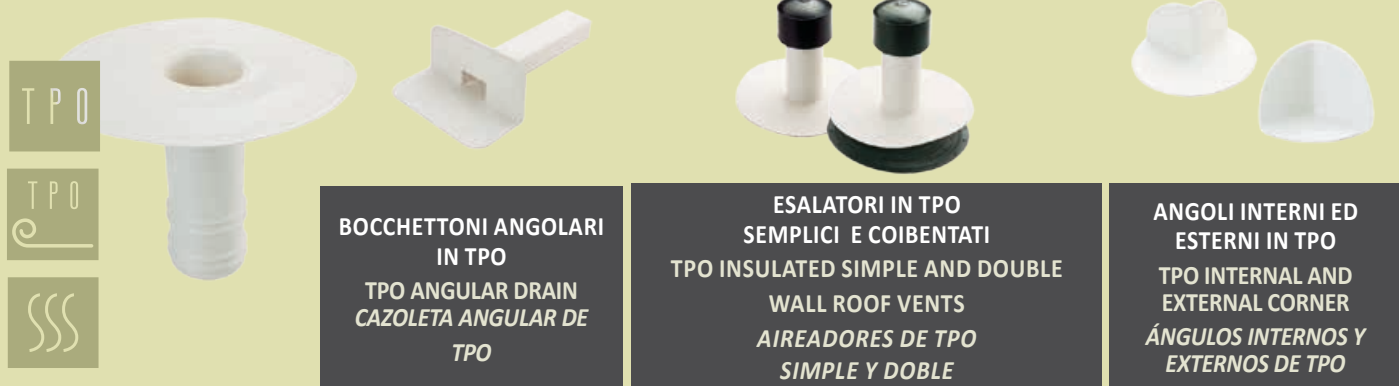 TPO
TPO
BOCCHETTONI ANGOLARI
IN TPO
TPO ANGULAR DRAIN
CAZOLETA ANGULAR DE
TPO
ESALATORI IN TPO
SEMPLICI E COIBENTATI
TPO INSULATED SIMPLE AND DOUBLE
WALL ROOF VENTS
AIREADORES DE TPO
SIMPLE Y DOBLE
ANGOLI INTERNI ED
ESTERNI IN TPO
TPO INTERNAL AND
EXTERNAL CORNER
ÁNGULOS INTERNOS Y
EXTERNOS DE TPO